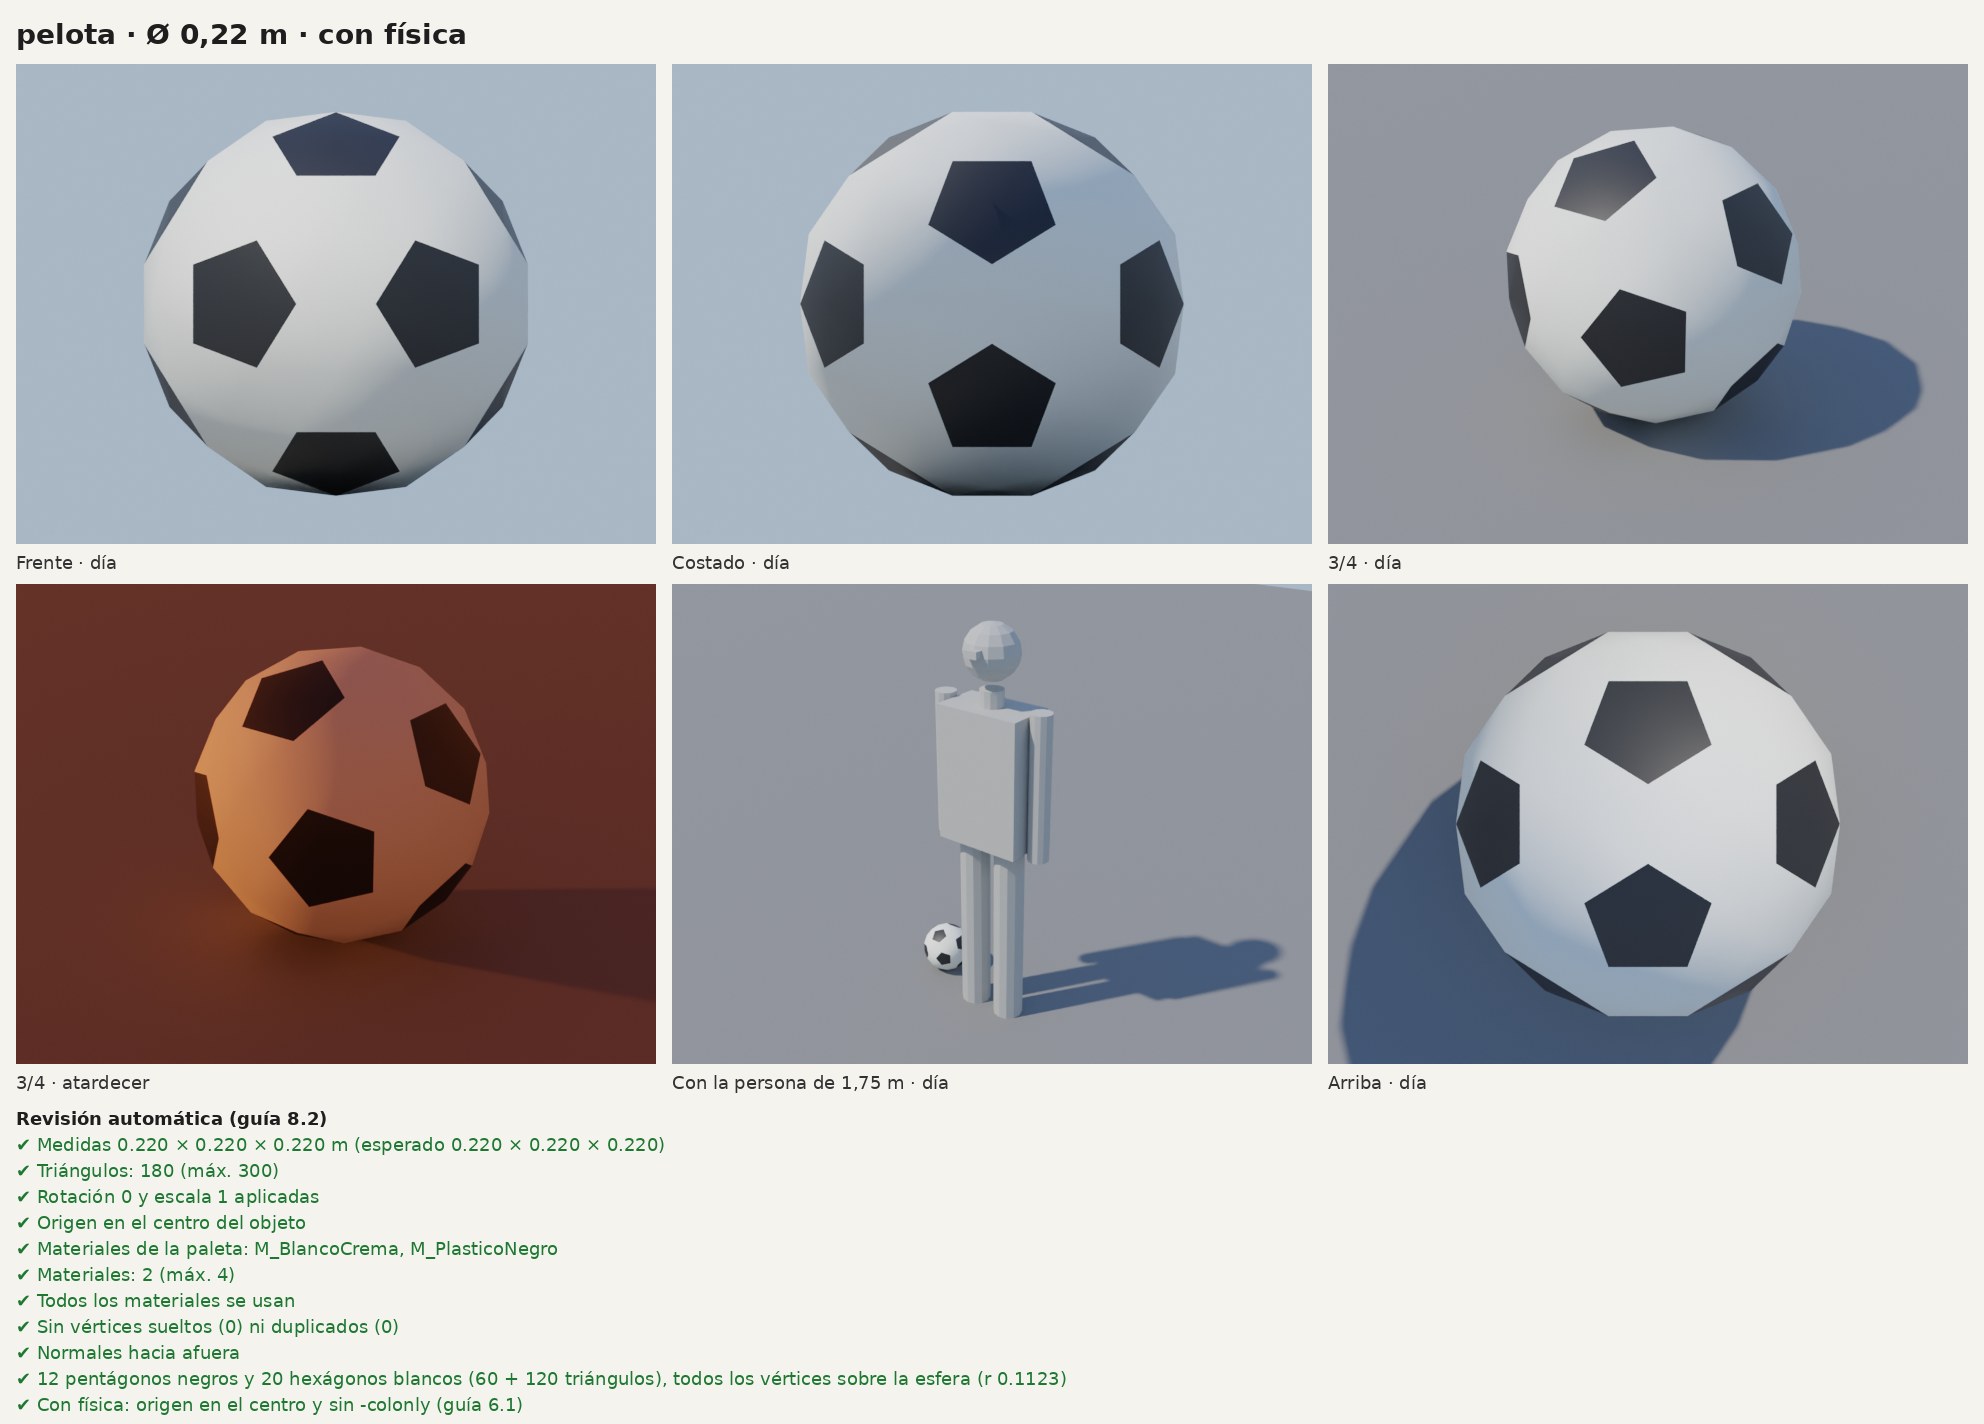 pelota · Ø 0,22 m · con física
Frente · día
Costado · día
3/4 · día
3/4 · atardecer
Con la persona de 1,75 m · día
Arriba · día
Revisión automática (guía 8.2)
✔ Medidas 0.220 × 0.220 × 0.220 m (esperado 0.220 × 0.220 × 0.220)
✔ Triángulos: 180 (máx. 300)
✔ Rotación 0 y escala 1 aplicadas
✔ Origen en el centro del objeto
✔ Materiales de la paleta: M_BlancoCrema, M_PlasticoNegro
✔ Materiales: 2 (máx. 4)
✔ Todos los materiales se usan
✔ Sin vértices sueltos (0) ni duplicados (0)
✔ Normales hacia afuera
✔ 12 pentágonos negros y 20 hexágonos blancos (60 + 120 triángulos), todos los vértices sobre la esfera (r 0.1123)
✔ Con física: origen en el centro y sin -colonly (guía 6.1)